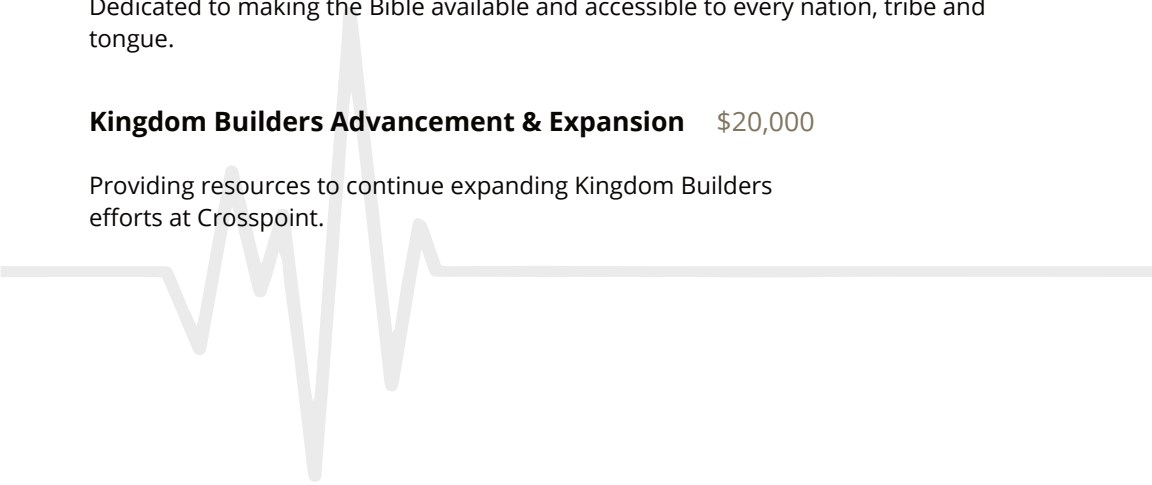 Dedicated to making the Bible available and accessible to every nation, tribe and
tongue.
Kingdom Builders Advancement & Expansion $20,000
Providing resources to continue expanding Kingdom Builders
efforts at Crosspoint.